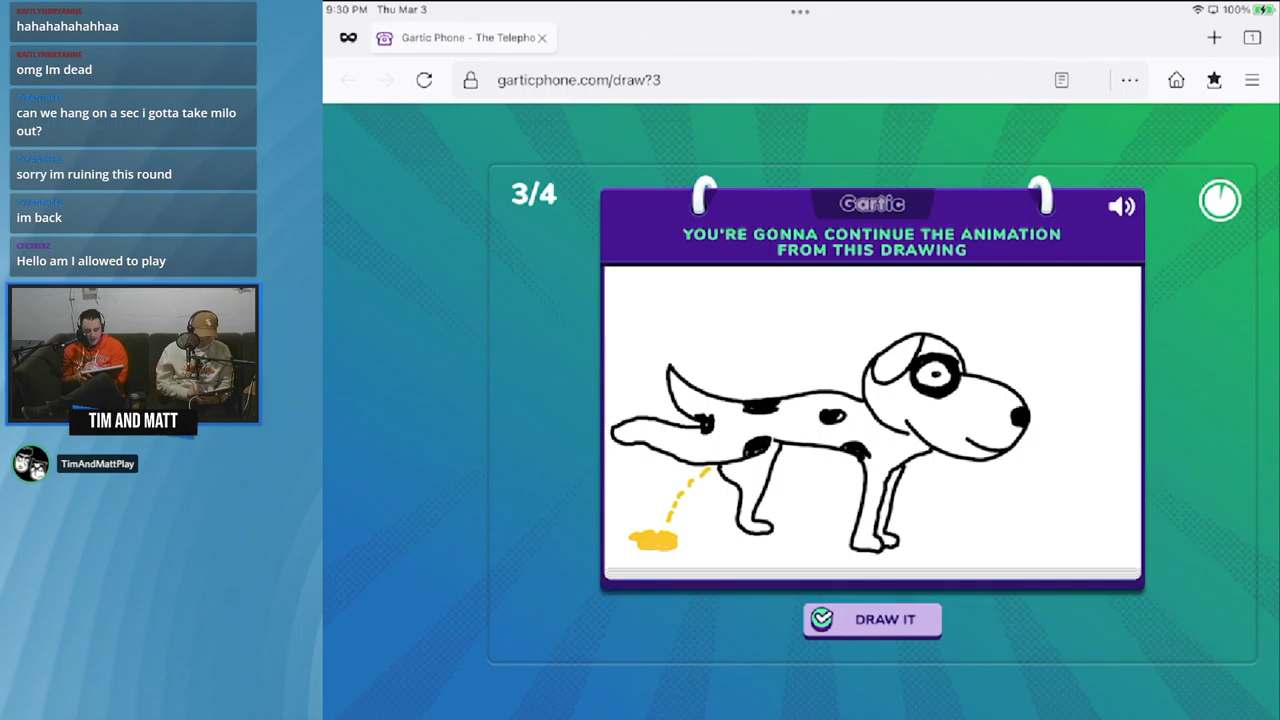 KAITLYNBRYANNE
hahahahahahhaa
KAITLYNBRYANNE
omg Im dead
can we hang on a sec i gotta take milo
out?
sorry im ruining this round
im back
Hello am I allowed to play
TIM AND MATT
TimAndMattPlay
9:30 PM Thu Mar 3
100%
Gartic Phone - The Telepho
1
garticphone.com/draw?3
3/4
Gartic
YOU'RE GONNA CONTINUE THE ANIMATION
FROM THIS DRAWING
DRAW IT